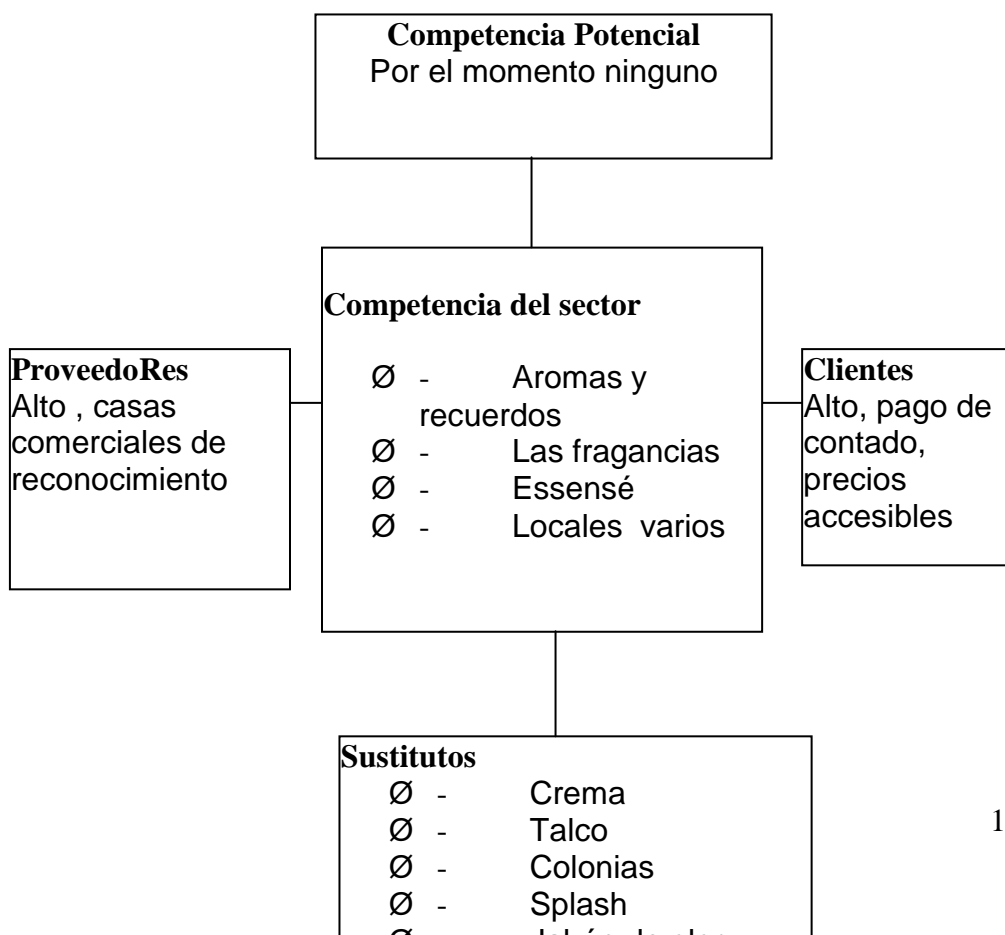 Competencia Potencial
Por el momento ninguno
Competencia del sector
Ø - Aromas y
recuerdos
Ø - Las fragancias
Ø - Essensé
Ø - Locales varios
ProveedoRes
Alto , casas
comerciales de
reconocimiento
Clientes
Alto, pago de
contado,
precios
accesibles
Sustitutos
Ø - Crema
Ø - Talco
Ø - Colonias
Ø - Splash
1